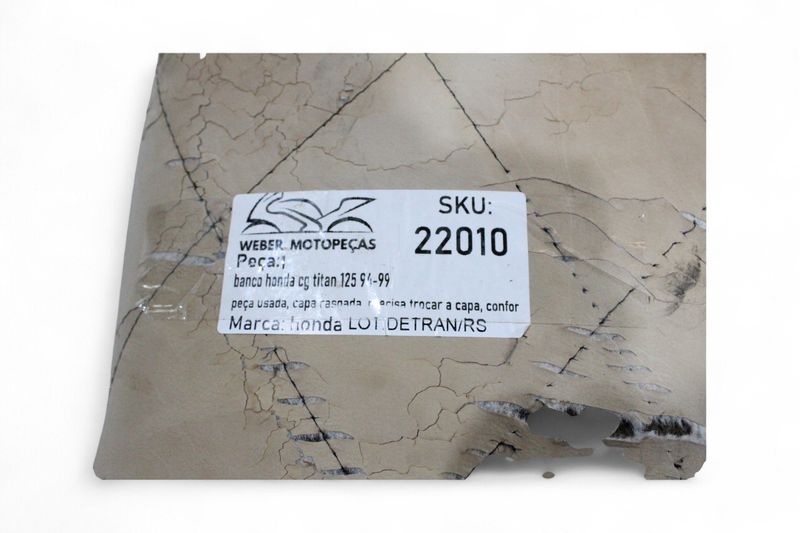 WEBER MOTOPEÇAS
SKU:
22010
Peça:
banco honda cg titan 125 94-99
peça usada, capa rasgada, precisa trocar a capa, confor
Marca: honda LOT.DETRAN/RS